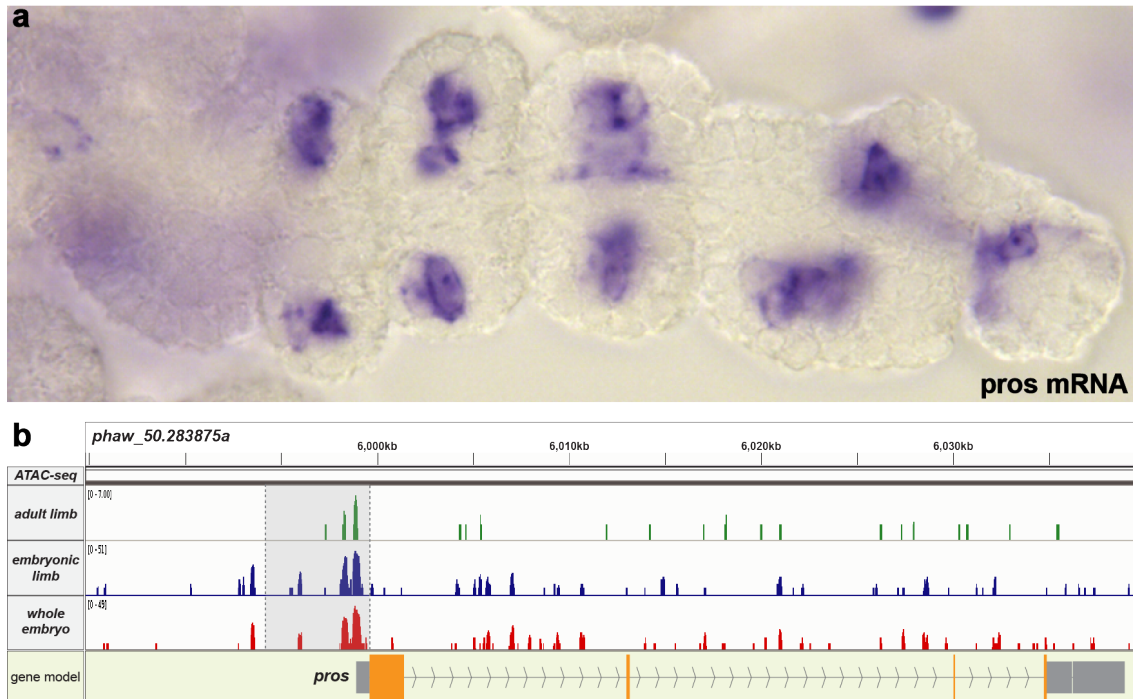 a
pros mRNA
b
phaw_50.283875a
6,000kb 6,010kb 6,020kb 6,030kb
ATAC-seq
adult limb
[0 - 7.00]
embryonic
limb
[0 - 51]
whole
embryo
[0 - 45]
gene model
pros